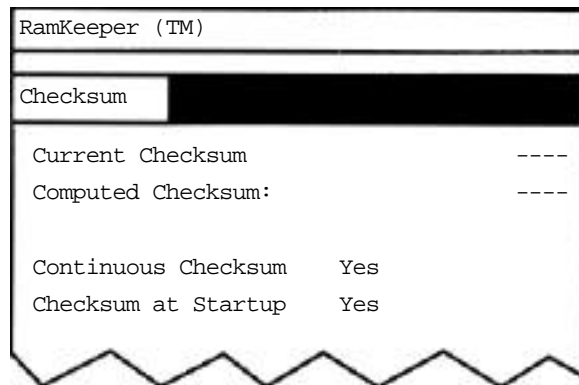 RamKeeper (TM)
Checksum
Current Checksum ----
Computed Checksum: ----
Continuous Checksum Yes
Checksum at Startup Yes